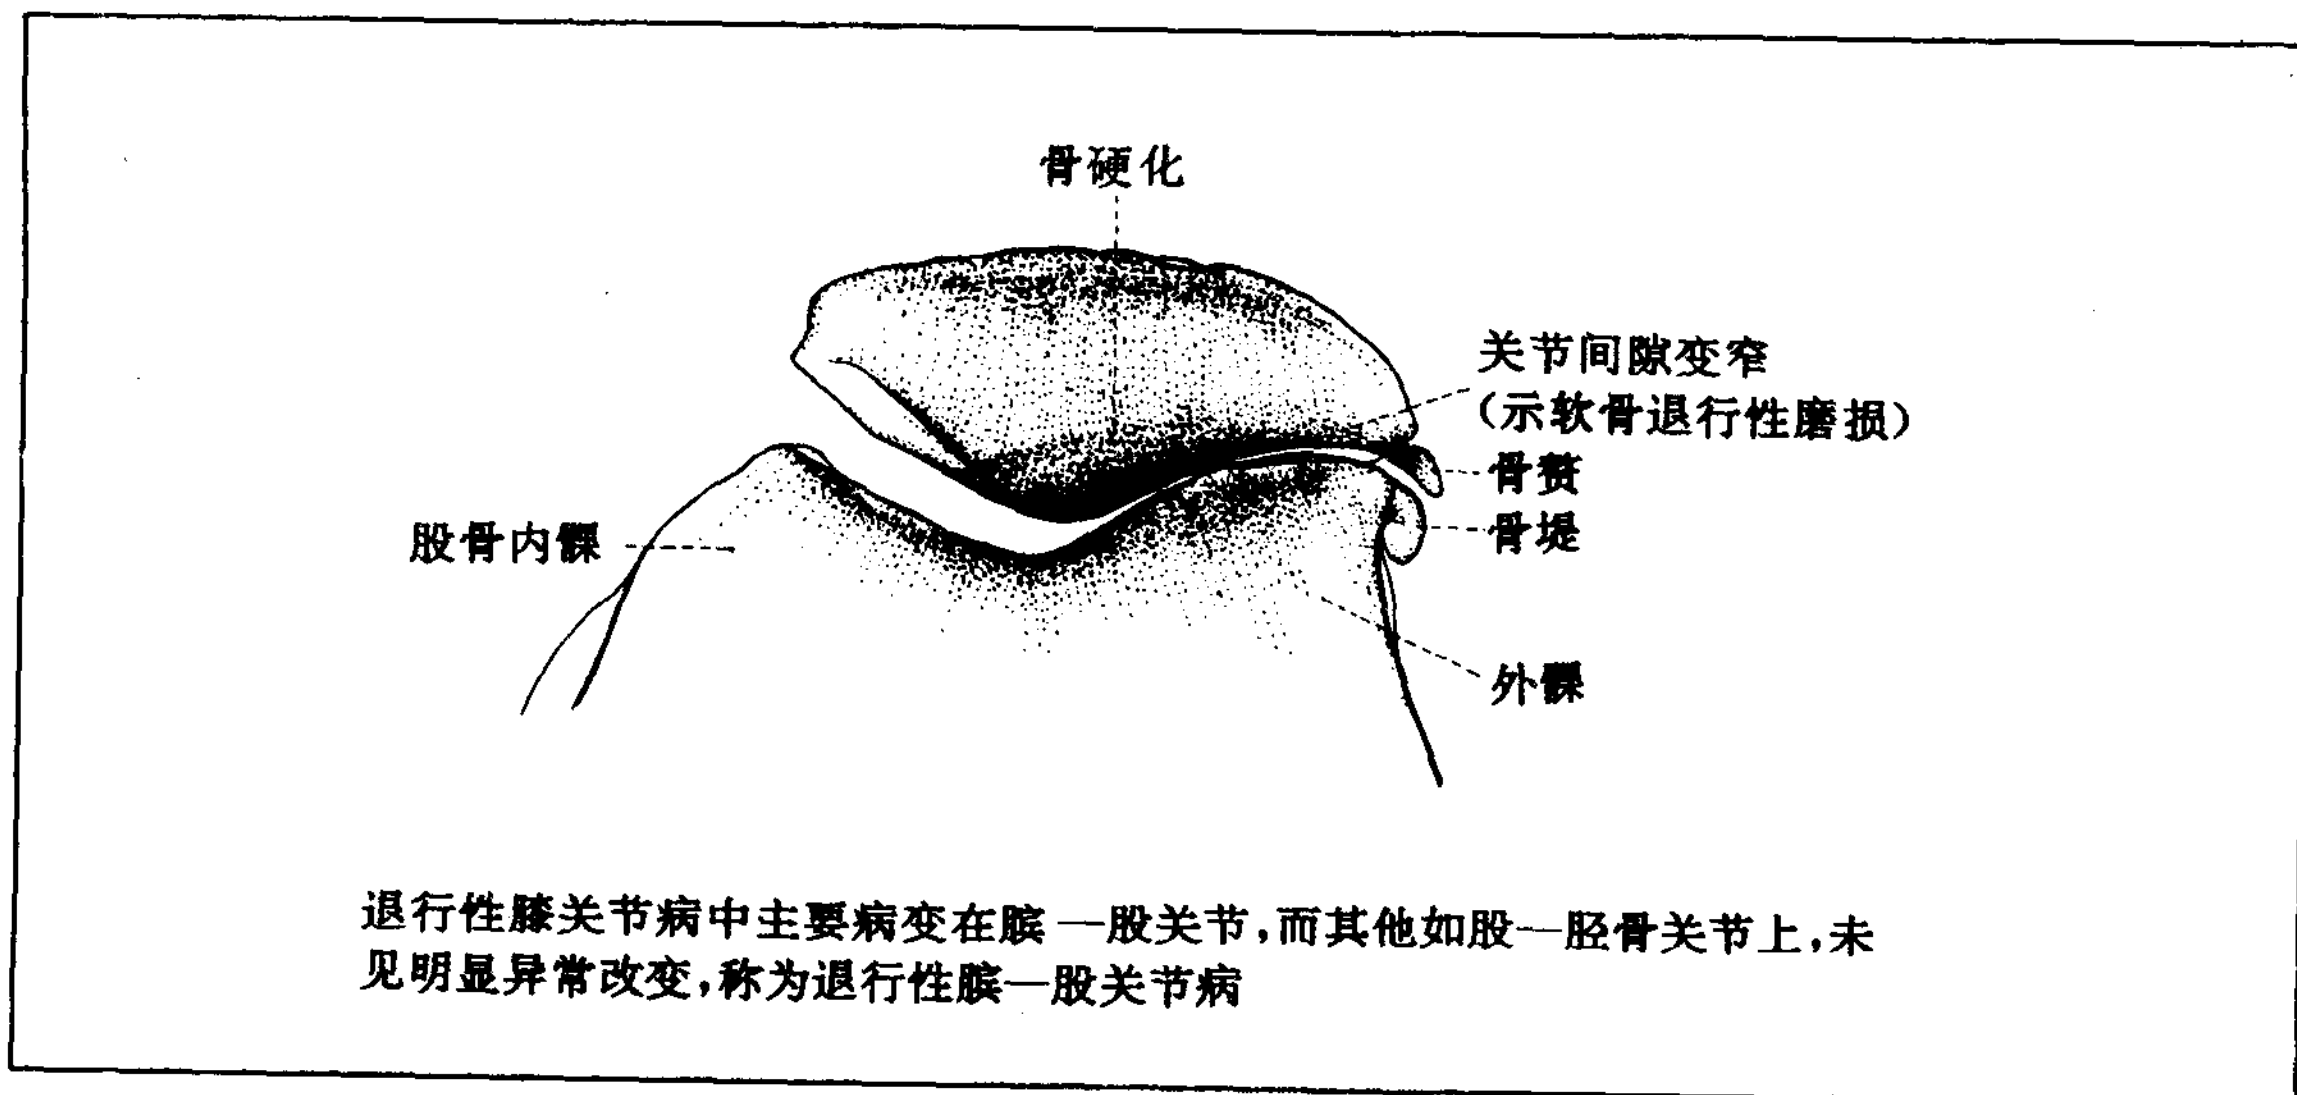 骨硬化
关节间隙变窄
(示软骨退行性磨损)
骨赘
骨堤
股骨内髁
外髁
退行性膝关节病中主要病变在膑一股关节,而其他如股一胫骨关节上,未
见明显异常改变,称为退行性膑一股关节病